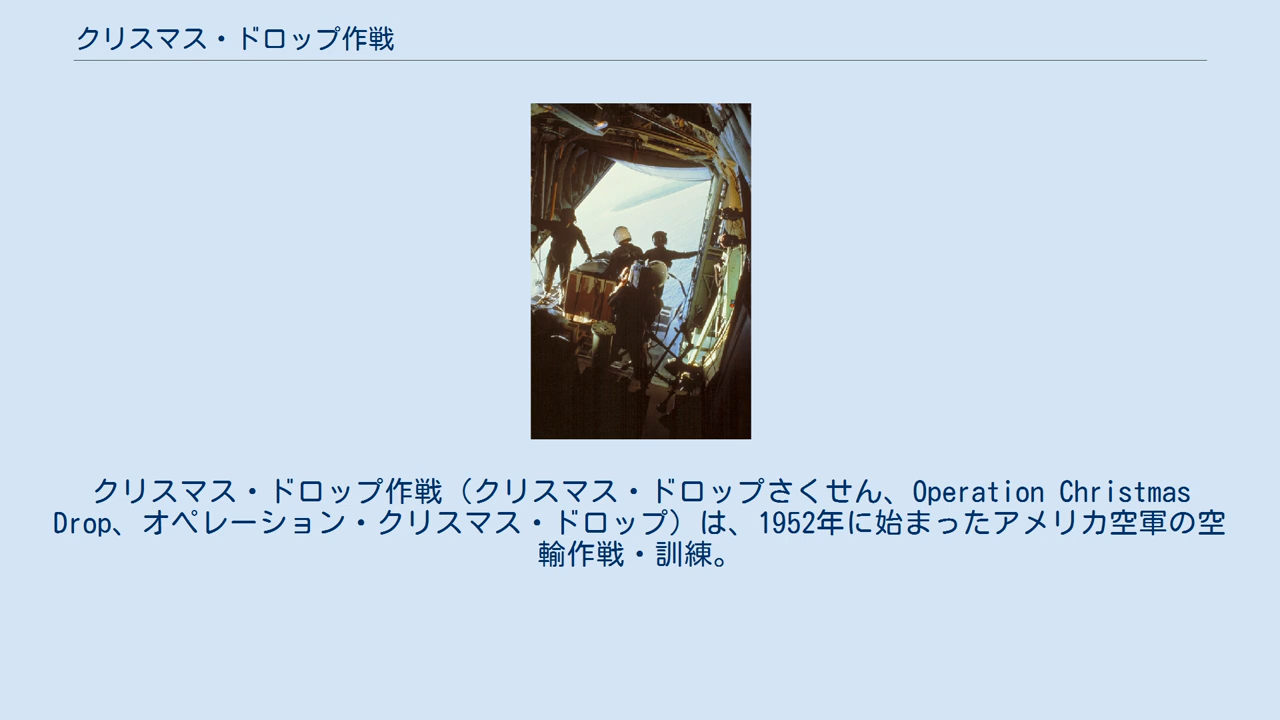 クリスマス・ドロップ作戦
クリスマス・ドロップ作戦（クリスマス・ドロップさくせん、Operation Christmas
Drop、オペレーション・クリスマス・ドロップ）は、1952年に始まったアメリカ空軍の空
輸作戦・訓練。